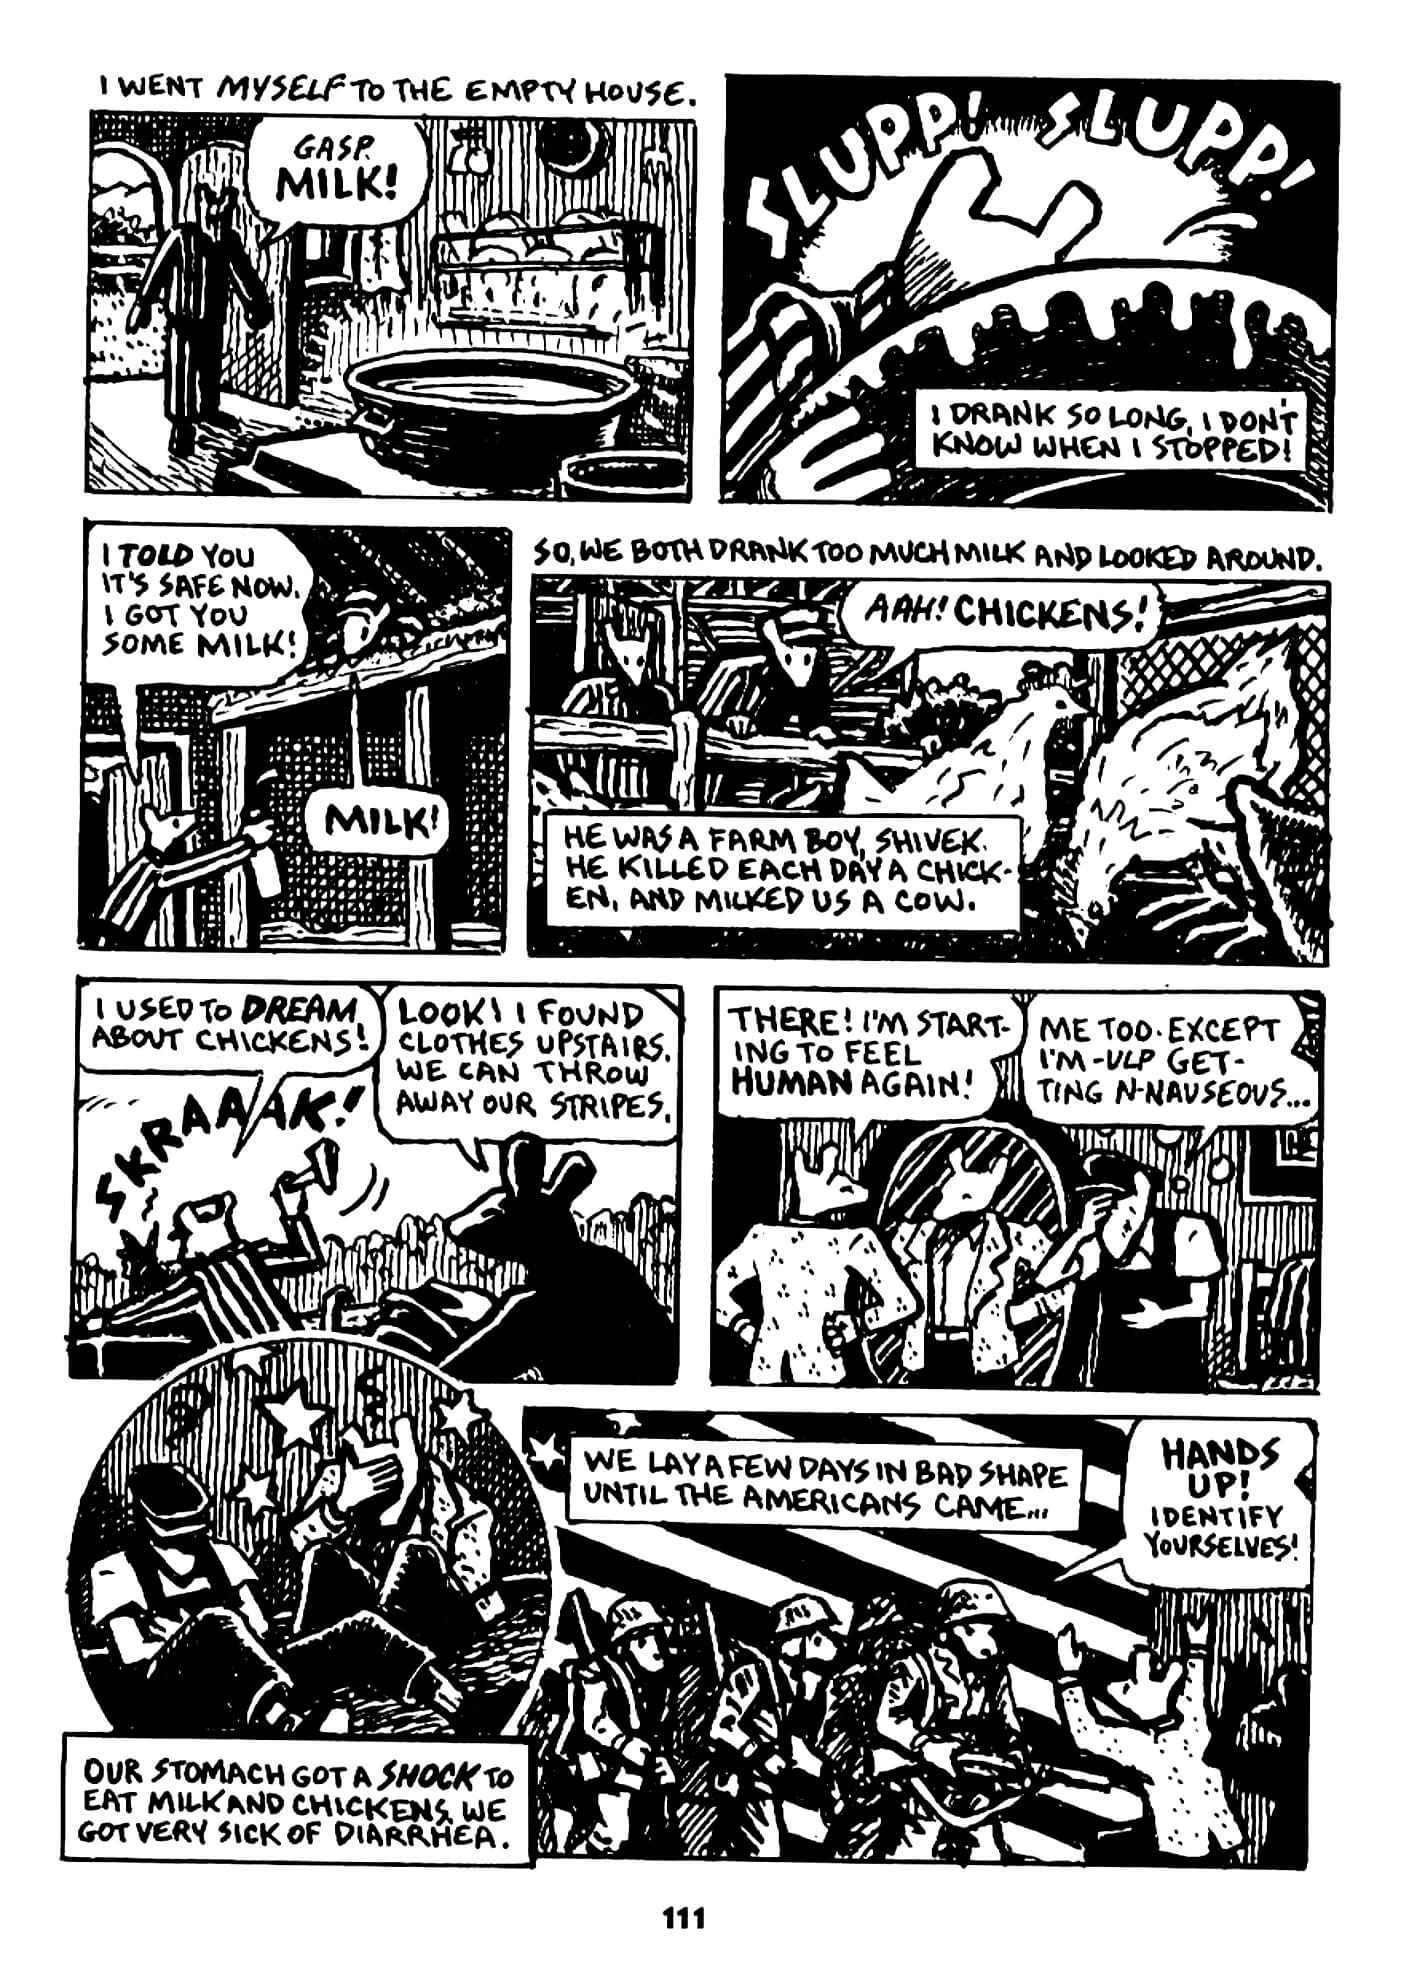 I WENT MYSELF TO THE EMPTY HOUSE.
GASP.
MILK!
SLUPP! SLUPP!
I DRANK SO LONG, I DON'T
KNOW WHEN I STOPPED!
I TOLD YOU
IT'S SAFE NOW.
I GOT YOU
SOME MILK!
MILK!
SO, WE BOTH DRANK TOO MUCH MILK AND LOOKED AROUND.
AAH! CHICKENS!
HE WAS A FARM BOY, SHIVEK.
HE KILLED EACH DAY A CHICK-
EN, AND MILKED US A COW.
I USED TO DREAM
ABOUT CHICKENS!
SKRAAAK!
LOOK! I FOUND
CLOTHES UPSTAIRS.
WE CAN THROW
AWAY OUR STRIPES.
THERE! I'M START-
ING TO FEEL
HUMAN AGAIN!
ME TOO. EXCEPT
I'M -ULP GET-
TING N-NAUSEOUS...
OUR STOMACH GOT A SHOCK TO
EAT MILK AND CHICKENS, WE
GOT VERY SICK OF DIARRHEA.
WE LAY A FEW DAYS IN BAD SHAPE
UNTIL THE AMERICANS CAME...
HANDS
UP!
IDENTIFY
YOURSELVES!
111